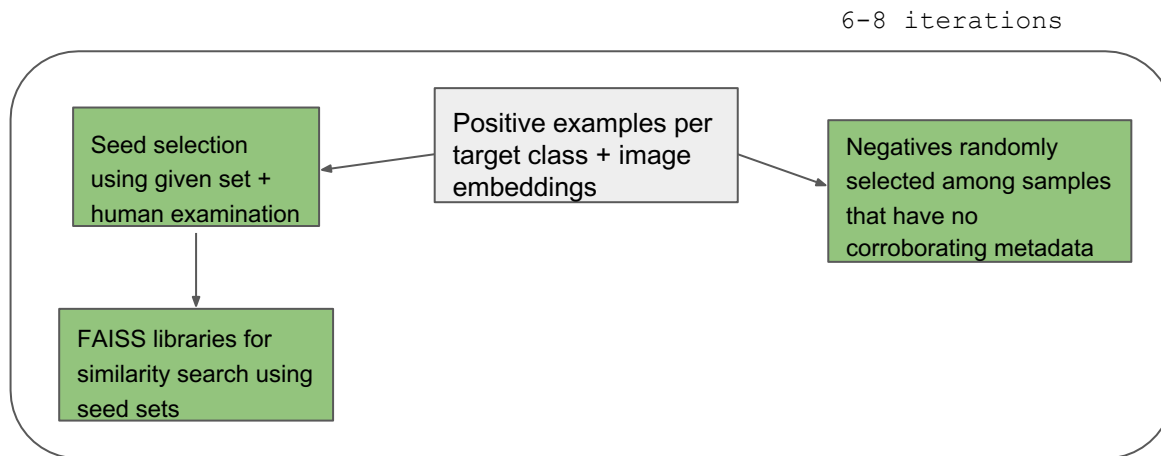 6-8 iterations
Positive examples per
target class + image
embeddings
Seed selection
using given set +
human examination
Negatives randomly
selected among samples
that have no
corroborating metadata
FAISS libraries for
similarity search using
seed sets